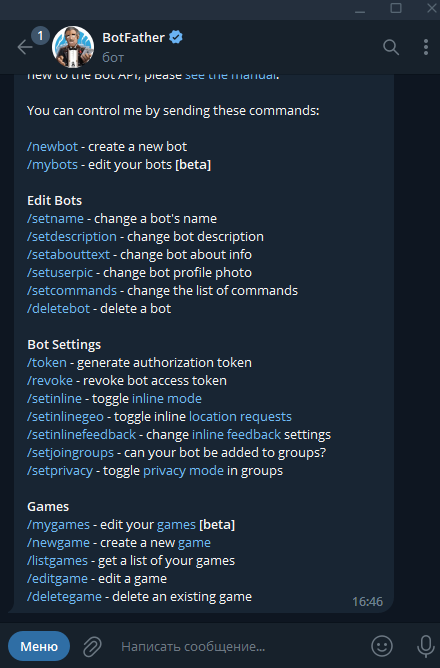 1
BotFather
бот
new to the Bot API, please see the manual.
You can control me by sending these commands:
/newbot - create a new bot
/mybots - edit your bots [beta]
Edit Bots
/setname - change a bot's name
/setdescription - change bot description
/setabouttext - change bot about info
/setuserpic - change bot profile photo
/setcommands - change the list of commands
/deletebot - delete a bot
Bot Settings
/token - generate authorization token
/revoke - revoke bot access token
/setinline - toggle inline mode
/setinlinegeo - toggle inline location requests
/setinlinefeedback - change inline feedback settings
/setjoingroups - can your bot be added to groups?
/setprivacy - toggle privacy mode in groups
Games
/mygames - edit your games [beta]
/newgame - create a new game
/listgames - get a list of your games
/editgame - edit a game
/deletegame - delete an existing game
16:46
Меню
Написать сообщение...